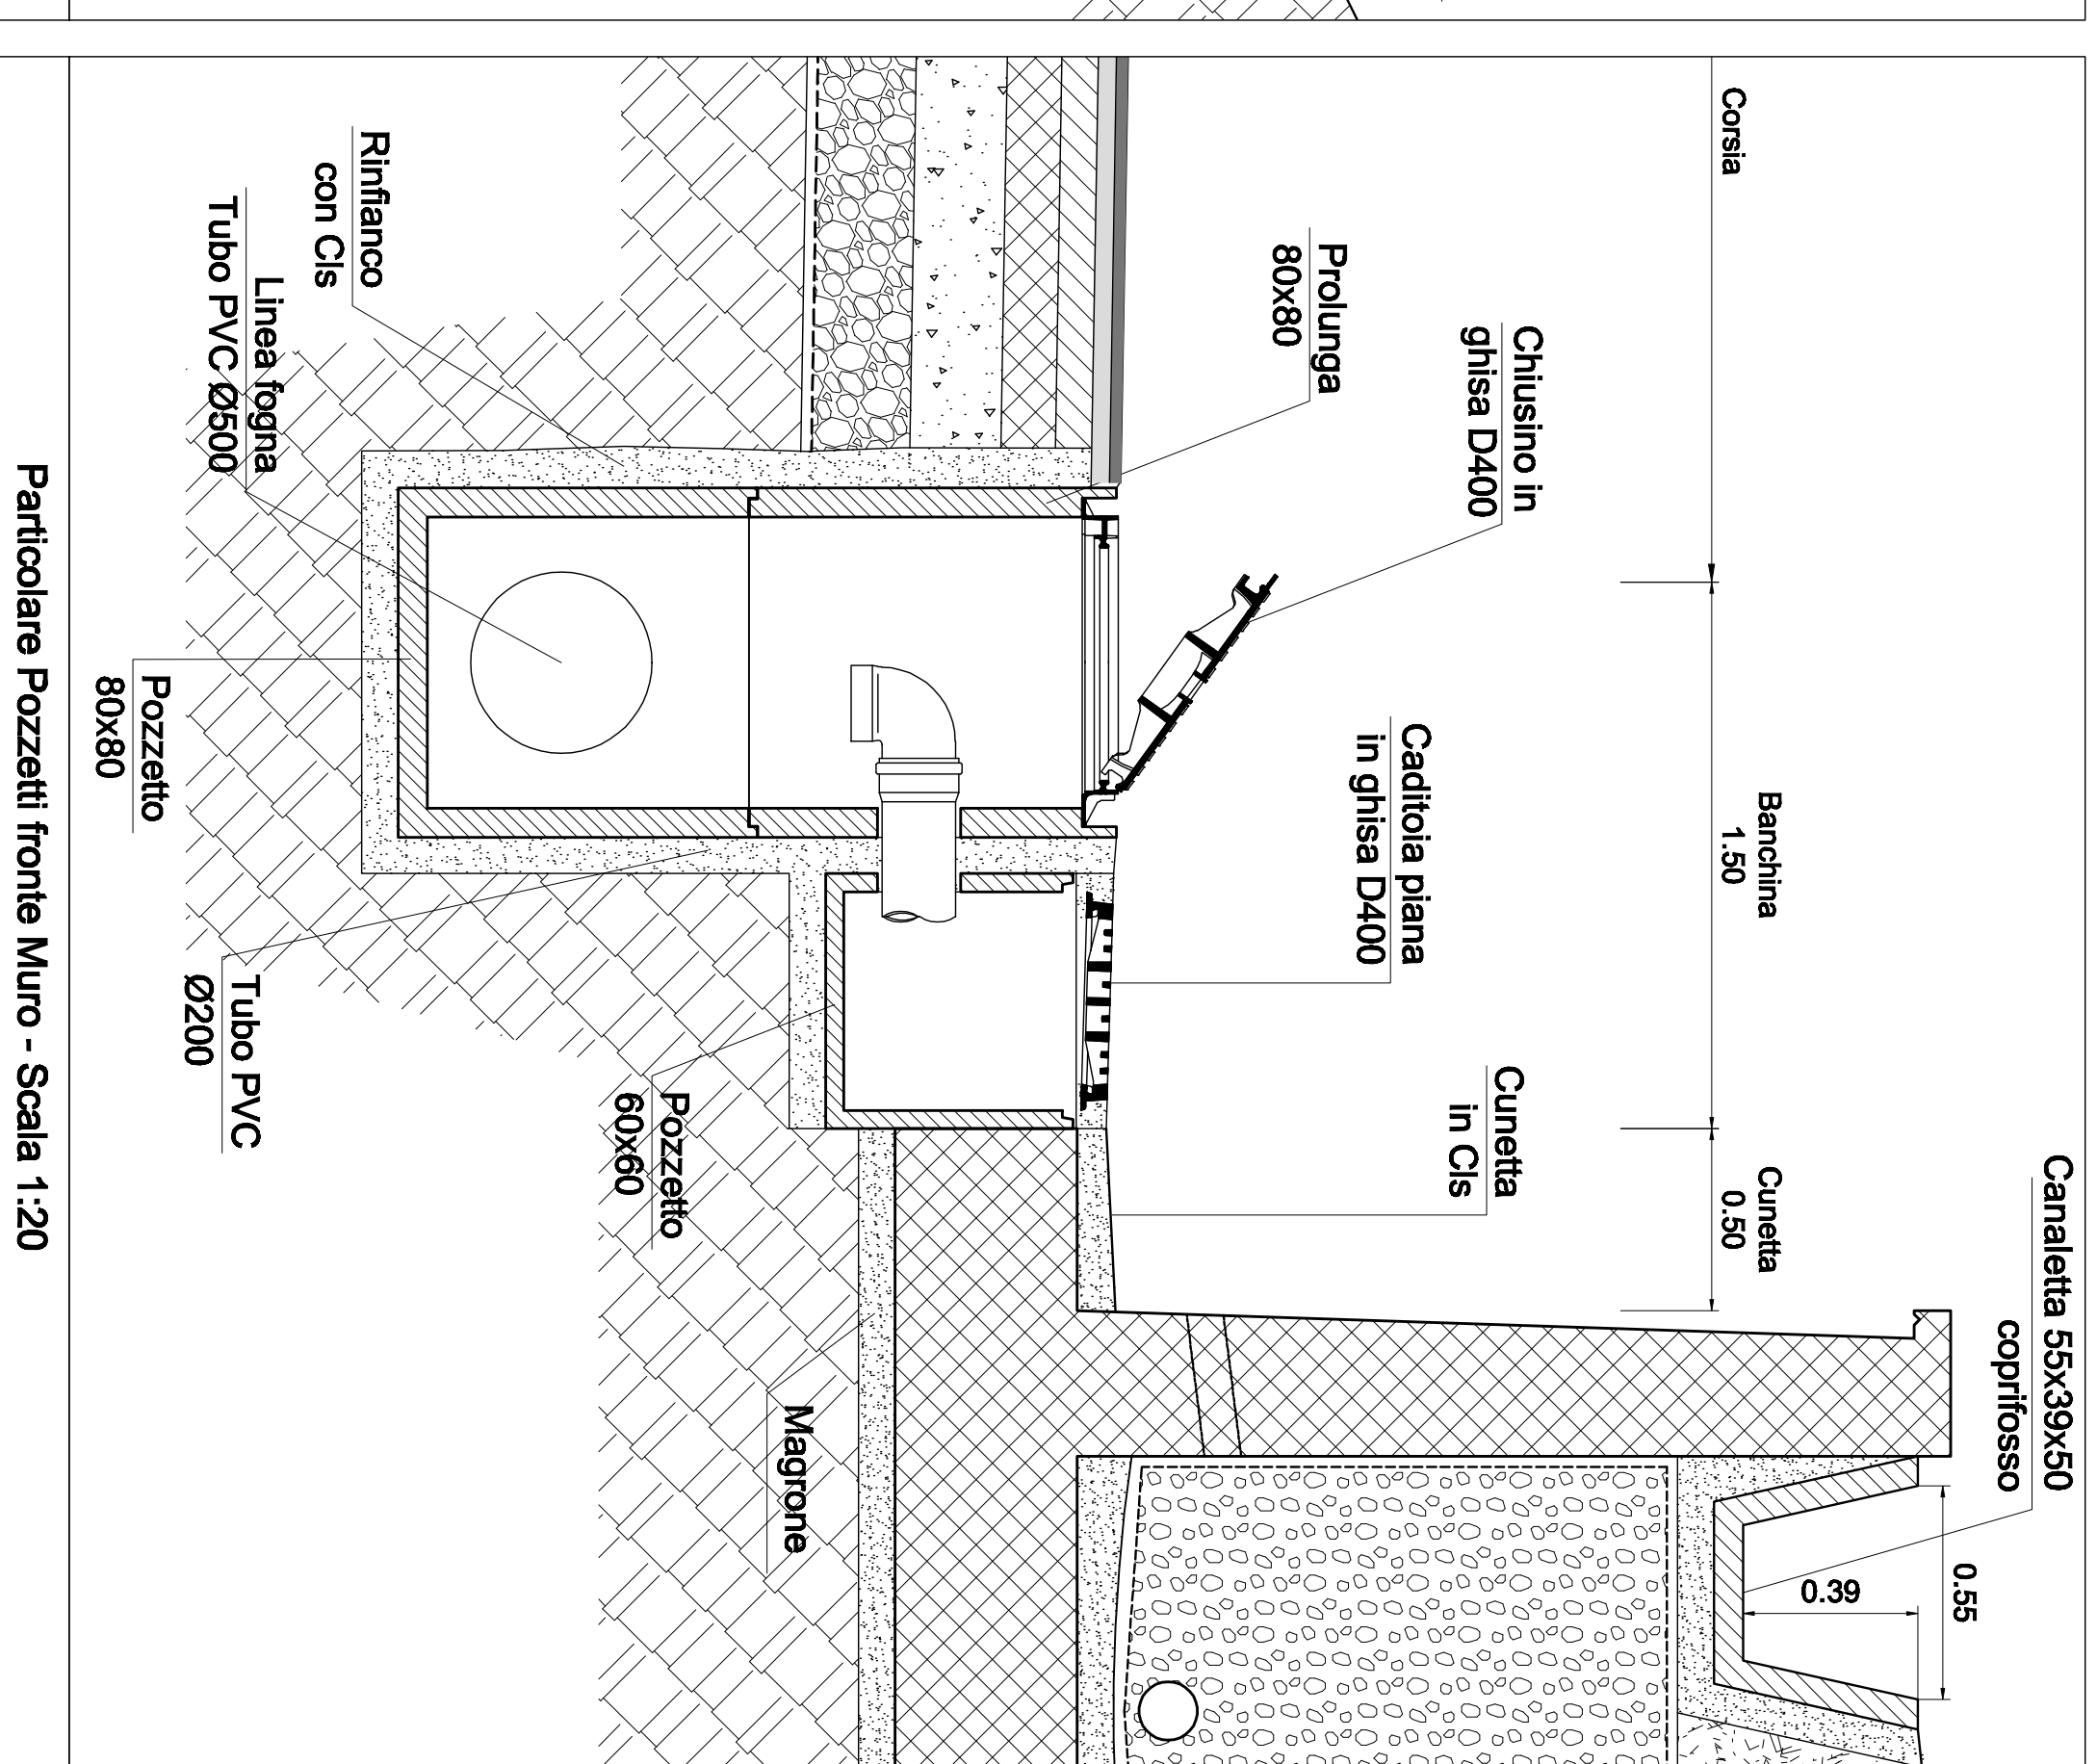 Canaletta 55x39x50
coprifosso
0.55
0.39
Corsia
Banchina
1.50
Cunetta
0.50
Chiusino in
ghisa D400
Cunetta
in Cls
Caditoia piana
in ghisa D400
Prolunga
80x80
Magrone
Pozzetto
60x60
Rinfianco
con Cls
Linea fogna
Tubo PVC Ø500
Tubo PVC
Ø200
Pozzetto
80x80
Particolare Pozzetti fronte Muro - Scala 1:20